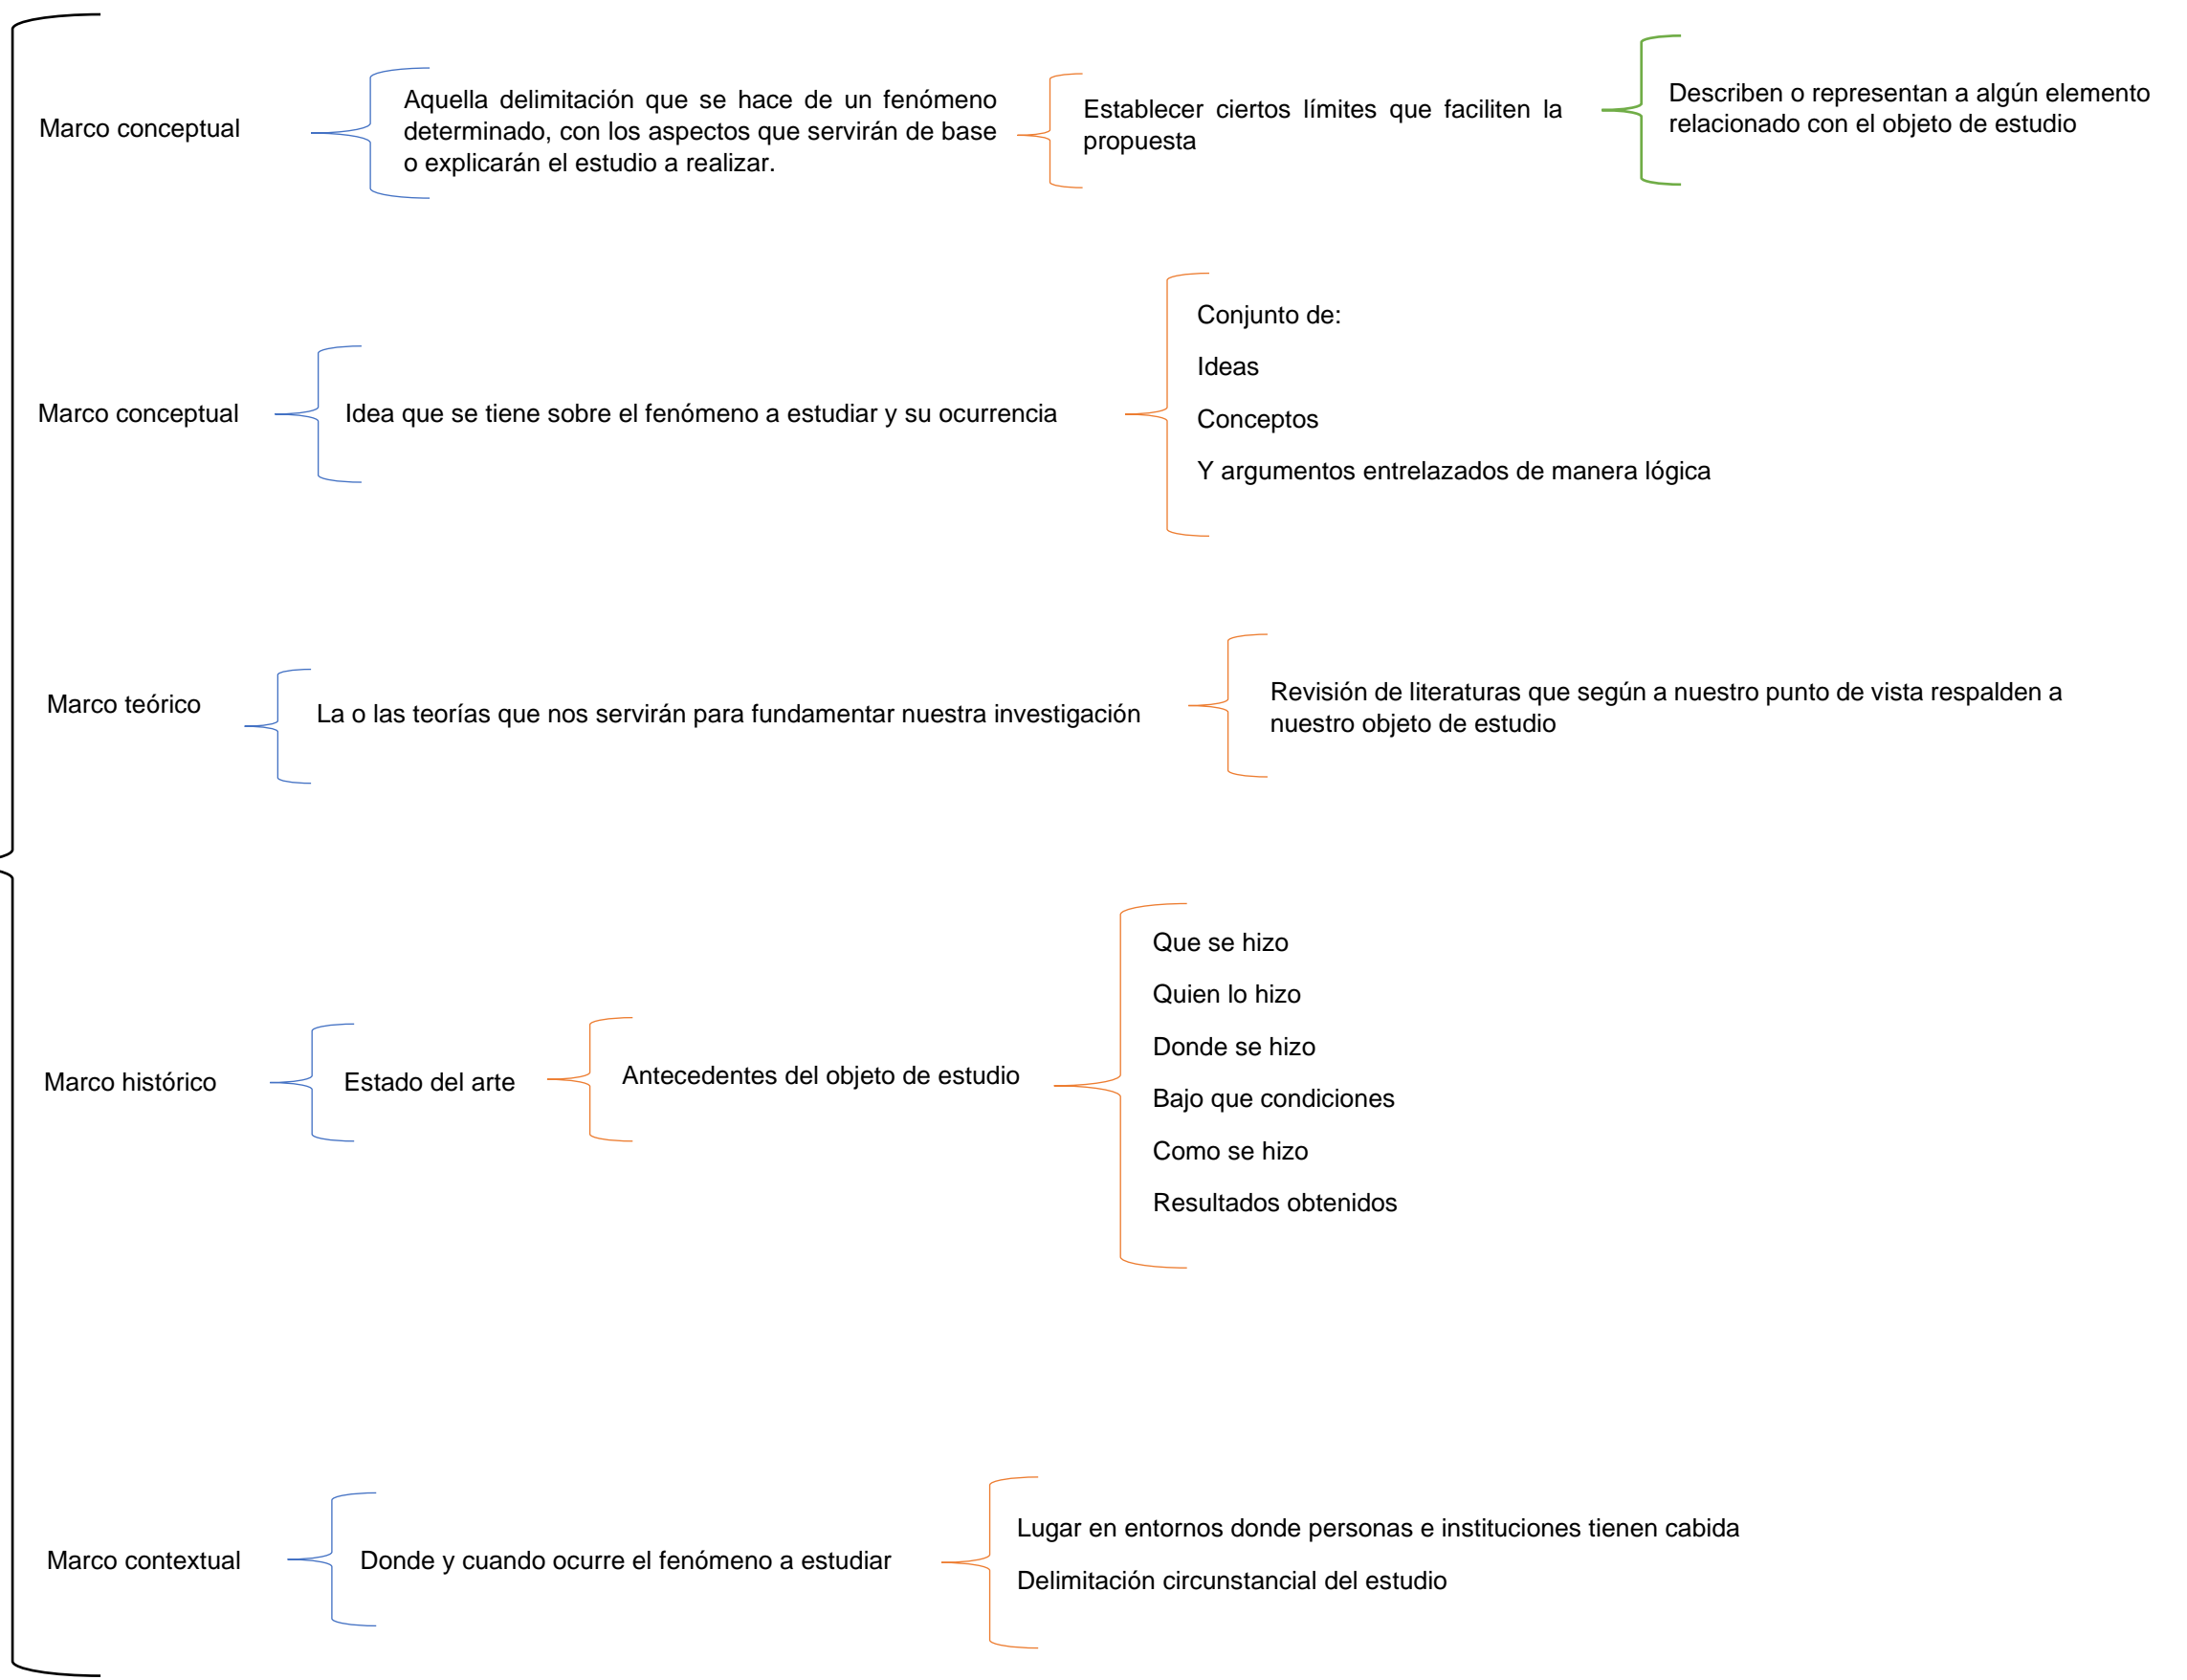 Marco conceptual
Aquella delimitación que se hace de un fenómeno
determinado, con los aspectos que servirán de base
o explicarán el estudio a realizar.
Establecer ciertos límites que faciliten la
propuesta
Describen o representan a algún elemento
relacionado con el objeto de estudio
Marco conceptual
Idea que se tiene sobre el fenómeno a estudiar y su ocurrencia
Conjunto de:
Ideas
Conceptos
Y argumentos entrelazados de manera lógica
Marco teórico
La o las teorías que nos servirán para fundamentar nuestra investigación
Revisión de literaturas que según a nuestro punto de vista respalden a
nuestro objeto de estudio
Marco histórico
Estado del arte
Antecedentes del objeto de estudio
Que se hizo
Quien lo hizo
Donde se hizo
Bajo que condiciones
Como se hizo
Resultados obtenidos
Marco contextual
Donde y cuando ocurre el fenómeno a estudiar
Lugar en entornos donde personas e instituciones tienen cabida
Delimitación circunstancial del estudio